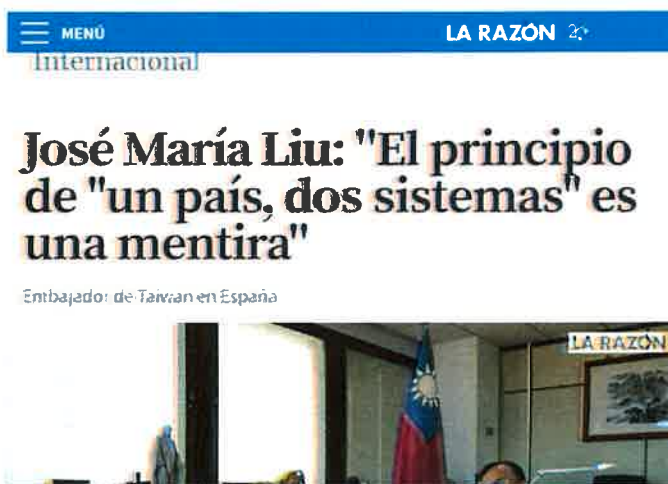 MENÚ
LA RAZÓN
Internacional
José María Liu: "El principio
de "un país, dos sistemas" es
una mentira"
Embajador de Taiwan en España
LA RAZÓN